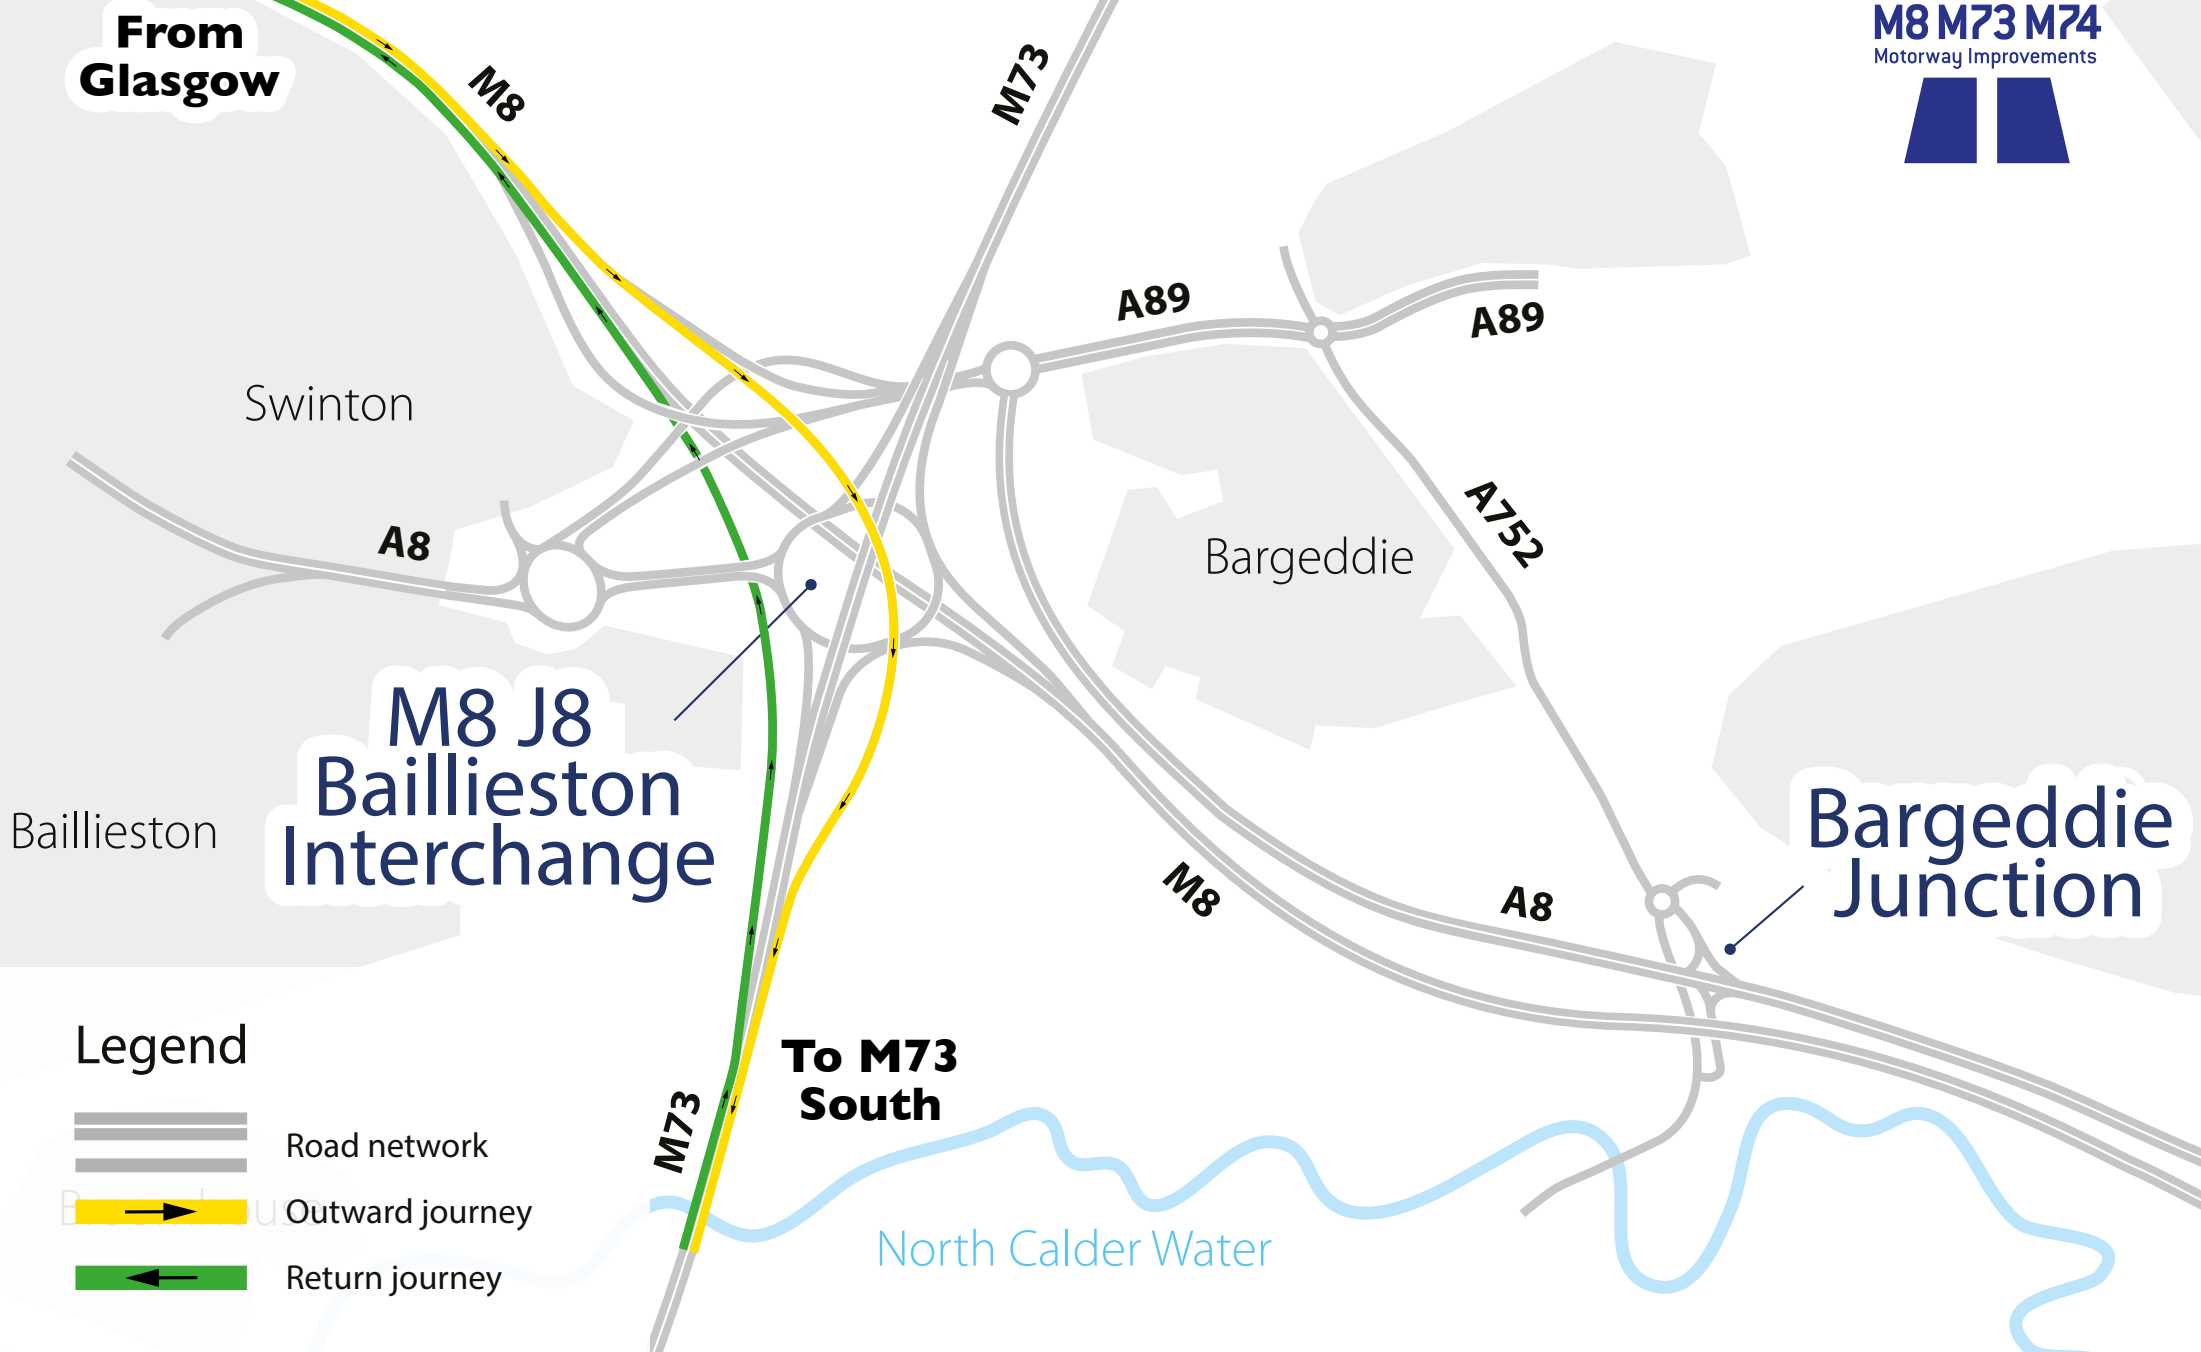 From
Glasgow
M8
M73
M8 M73 M74
Motorway Improvements
A89
A89
Swinton
A8
A752
Bargeddie
M8 J8
Baillieston
Interchange
Baillieston
Bargeddie
Junction
M8
A8
Legend
To M73
South
M73
Road network
Outward journey
North Calder Water
Return journey